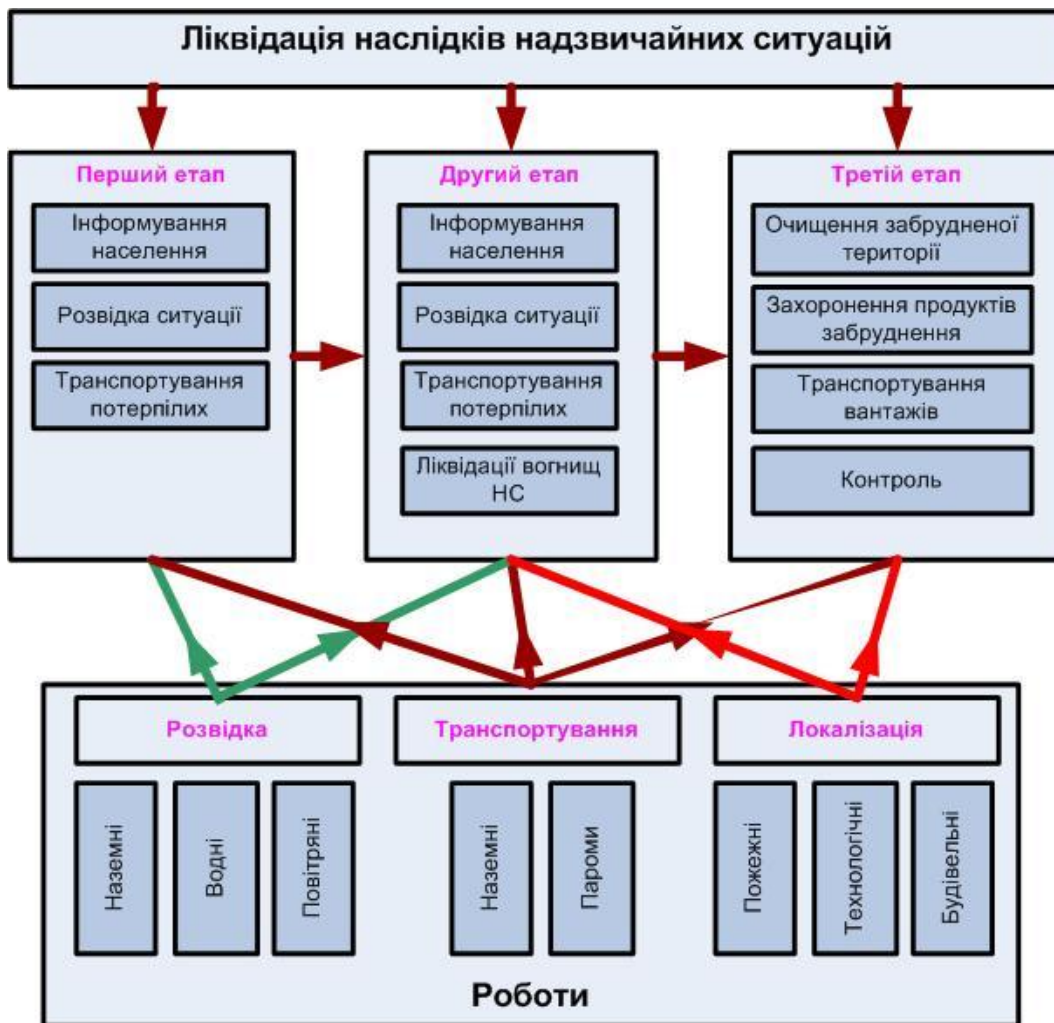 Ліквідація наслідків надзвичайних ситуацій
Перший етап
Інформування
населення
Розвідка ситуації
Транспортування
потерпілих
Другий етап
Інформування
населення
Розвідка ситуації
Транспортування
потерпілих
Ліквідації вогнищ
НС
Третій етап
Очищення забрудненої
території
Захоронення продуктів
забруднення
Транспортування
вантажів
Контроль
Розвідка
Наземні
Водні
Повітряні
Транспортування
Наземні
Пароми
Локалізація
Пожежні
Технологічні
Будівельні
Роботи